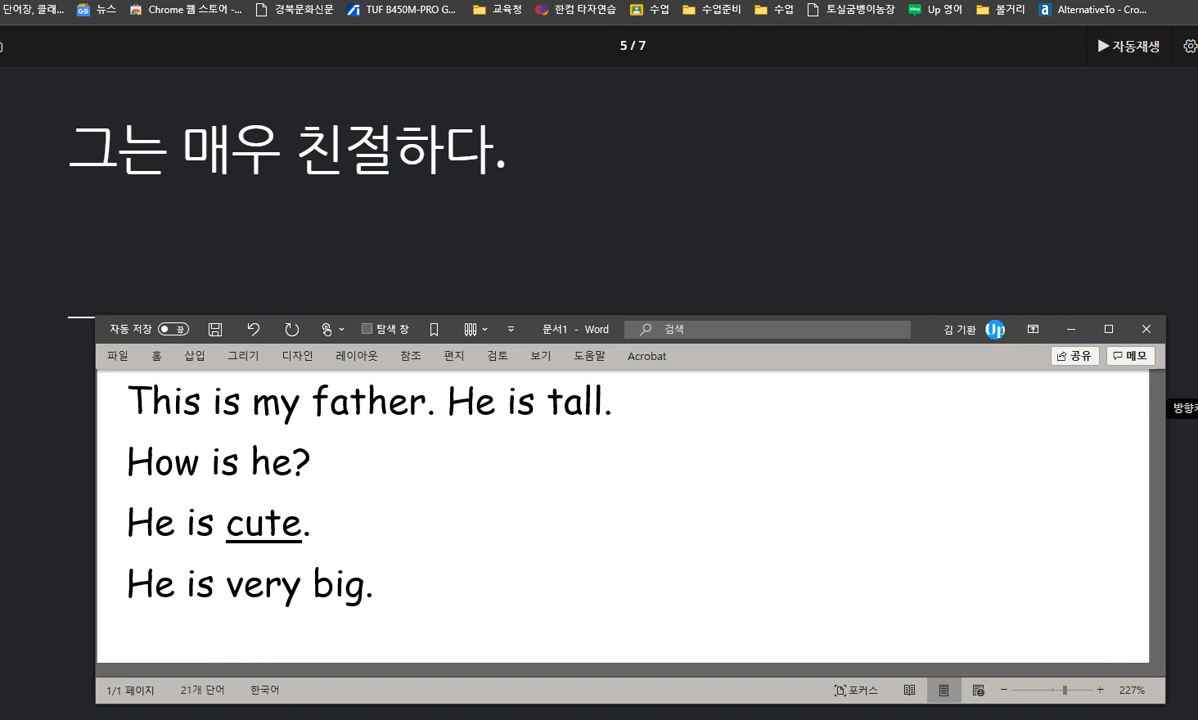 단어장, 클래... 뉴스 Chrome 웹 스토어 -... 경북문화신문 TUF B450M-PRO G... 교육청 한컴 타자연습 수업 수업준비 수업 토실굼벵이농장 Up 영어 볼거리 AlternativeTo - Cro...
5 / 7
자동재생
그는 매우 친절하다.
자동 저장 끔 탐색 창 문서1 - Word 검색 김 기환 Up
파일 홈 삽입 그리기 디자인 레이아웃 참조 편지 검토 보기 도움말 Acrobat 공유 메모
This is my father. He is tall.
방향키
How is he?
He is cute.
He is very big.
1/1 페이지 21개 단어 한국어 포커스 227%